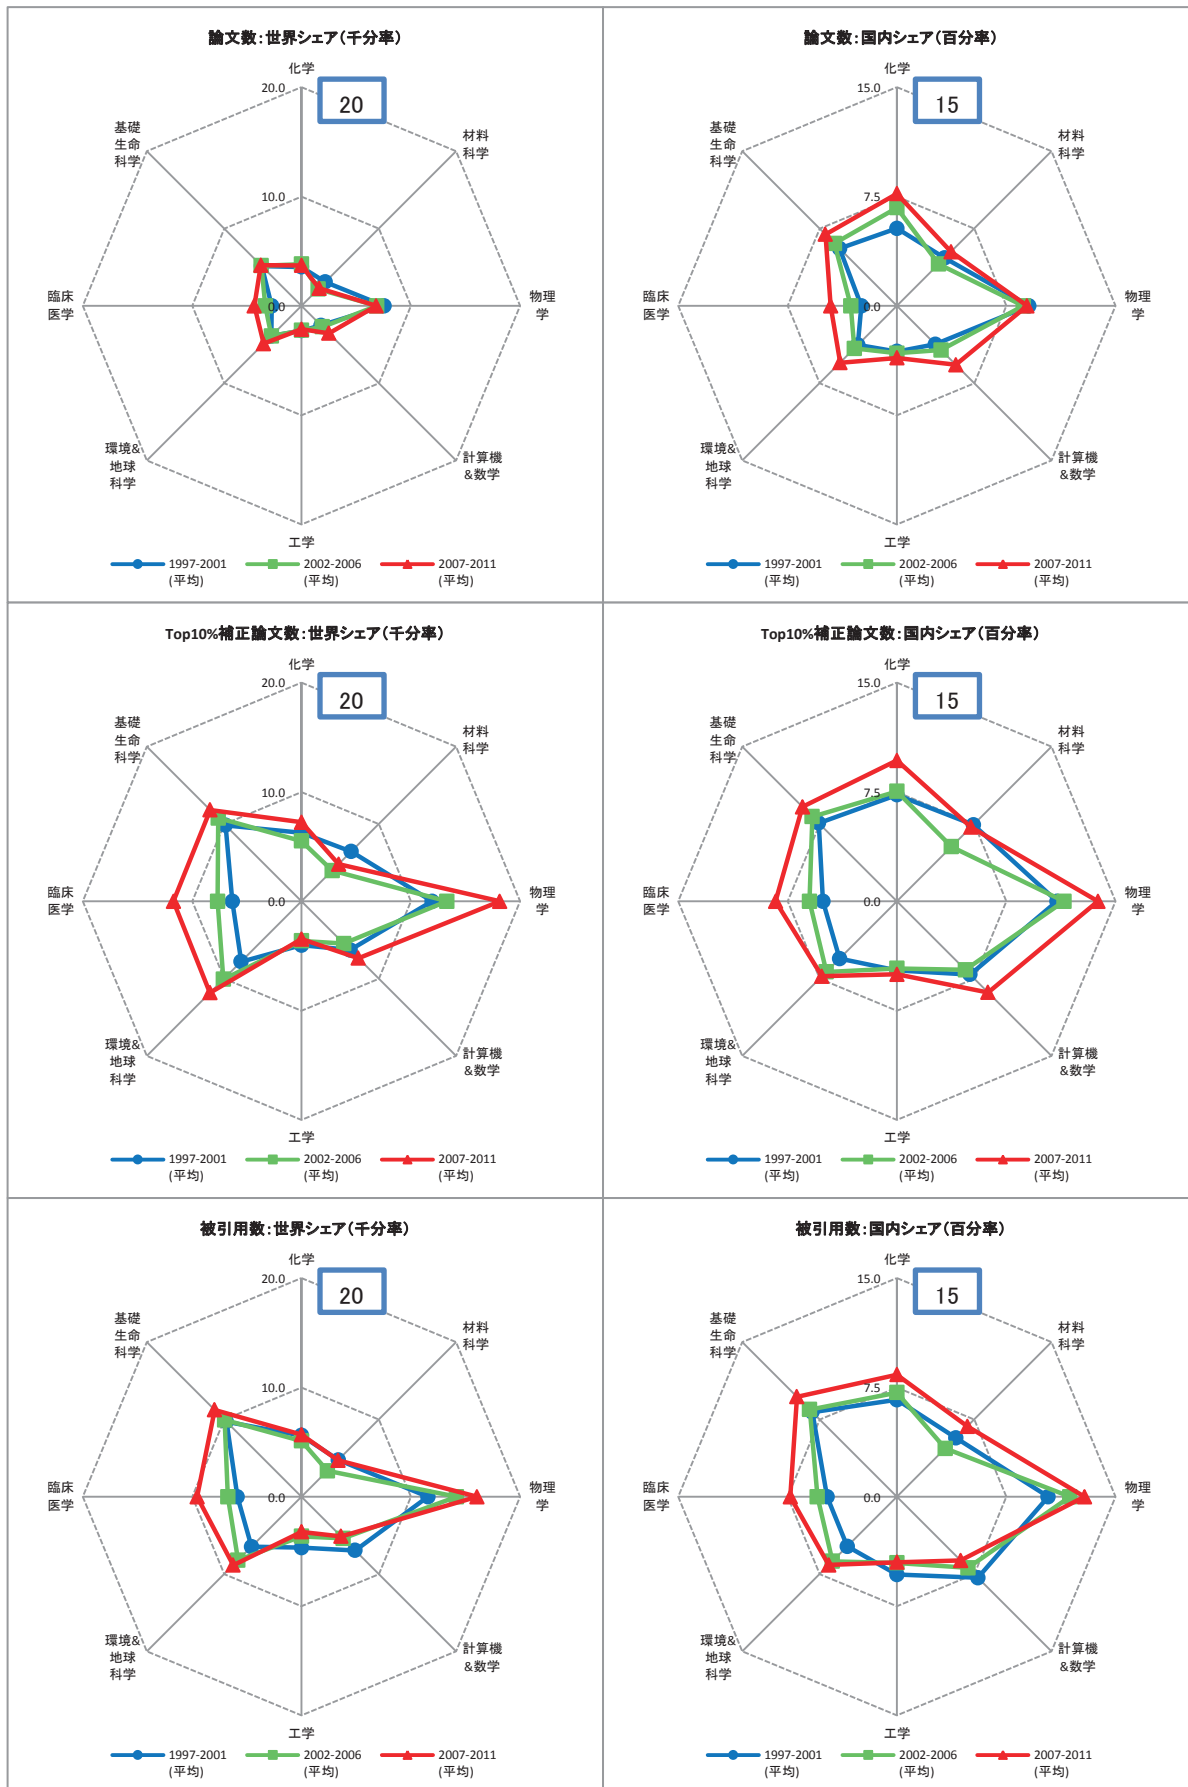 論文数：世界シェア（千分率）
化学
20.0
20
基礎
生命
科学
材料
科学
10.0
臨床
医学
0.0
物理
学
環境&
地球
科学
計算機
&数学
工学
1997-2001
(平均)
2002-2006
(平均)
2007-2011
(平均)
論文数：国内シェア（百分率）
化学
15.0
15
基礎
生命
科学
材料
科学
7.5
臨床
医学
0.0
物理
学
環境&
地球
科学
計算機
&数学
工学
1997-2001
(平均)
2002-2006
(平均)
2007-2011
(平均)
Top10%補正論文数：世界シェア（千分率）
化学
20.0
20
基礎
生命
科学
材料
科学
10.0
臨床
医学
0.0
物理
学
環境&
地球
科学
計算機
&数学
工学
1997-2001
(平均)
2002-2006
(平均)
2007-2011
(平均)
Top10%補正論文数：国内シェア（百分率）
化学
15.0
15
基礎
生命
科学
材料
科学
7.5
臨床
医学
0.0
物理
学
環境&
地球
科学
計算機
&数学
工学
1997-2001
(平均)
2002-2006
(平均)
2007-2011
(平均)
被引用数：世界シェア（千分率）
化学
20.0
20
基礎
生命
科学
材料
科学
10.0
臨床
医学
0.0
物理
学
環境&
地球
科学
計算機
&数学
工学
1997-2001
(平均)
2002-2006
(平均)
2007-2011
(平均)
被引用数：国内シェア（百分率）
化学
15.0
15
基礎
生命
科学
材料
科学
7.5
臨床
医学
0.0
物理
学
環境&
地球
科学
計算機
&数学
工学
1997-2001
(平均)
2002-2006
(平均)
2007-2011
(平均)